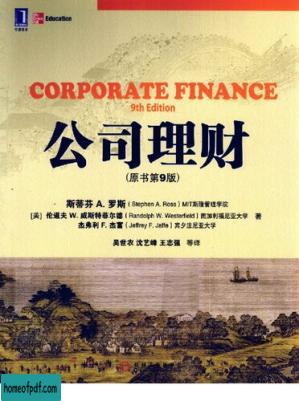 Education
CORPORATE FINANCE
9th Edition
公司理财
(原书第9版)
斯蒂芬 A. 罗斯 (Stephen A. Ross) MIT斯隆管理学院
[美] 伦道夫 W. 威斯特菲尔德 (Randolph W. Westerfield) 南加利福尼亚大学 著
杰弗利 F. 杰富 (Jeffrey F. Jaffe) 宾夕法尼亚大学
吴世农 沈艺峰 王志强 等译
homeofpdf.com